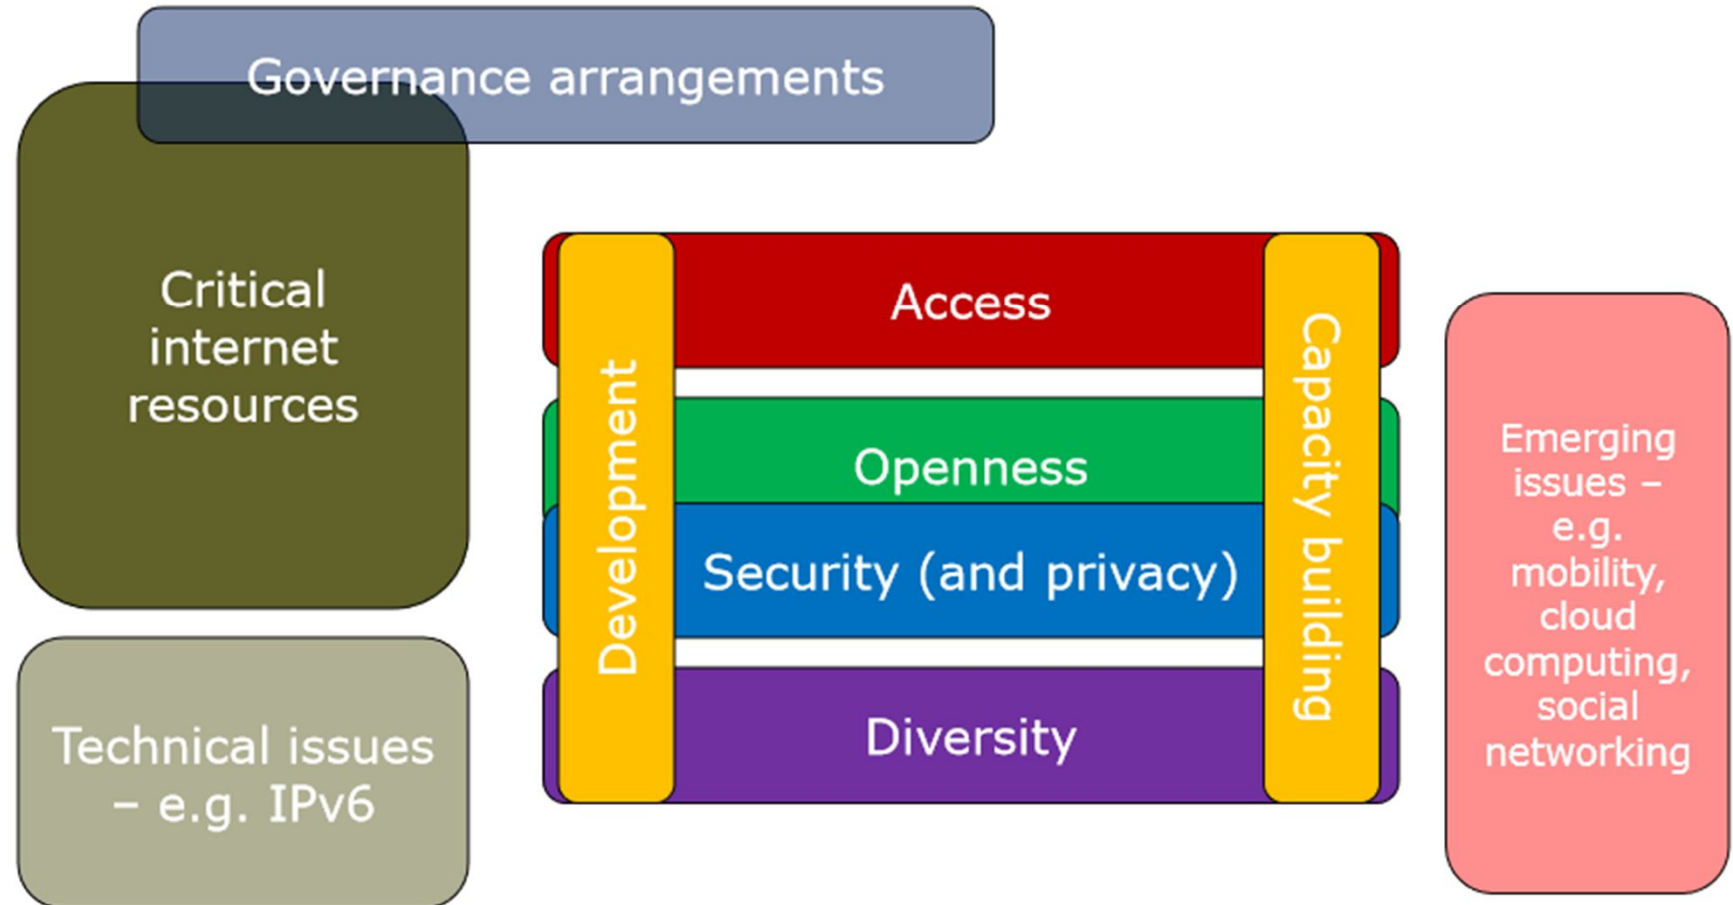 Governance arrangements
Critical
internet
resources
Technical issues
– e.g. IPv6
Development
Access
Openness
Security (and privacy)
Diversity
Capacity building
Emerging
issues –
e.g.
mobility,
cloud
computing,
social
networking